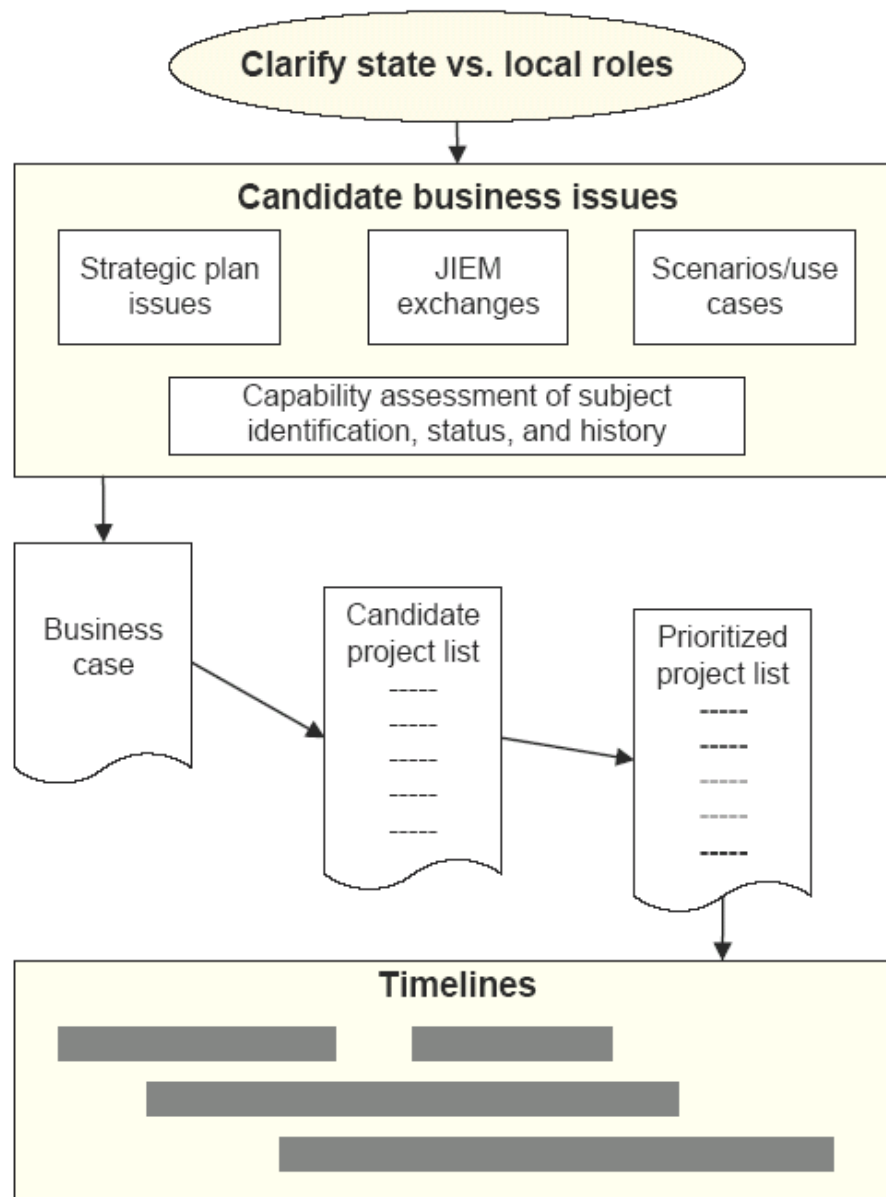 Clarify state vs. local roles
Candidate business issues
Strategic plan
issues
JIEM
exchanges
Scenarios/use
cases
Capability assessment of subject
identification, status, and history
Business
case
Candidate
project list
-----
-----
-----
-----
-----
Prioritized
project list
-----
-----
-----
-----
-----
Timelines